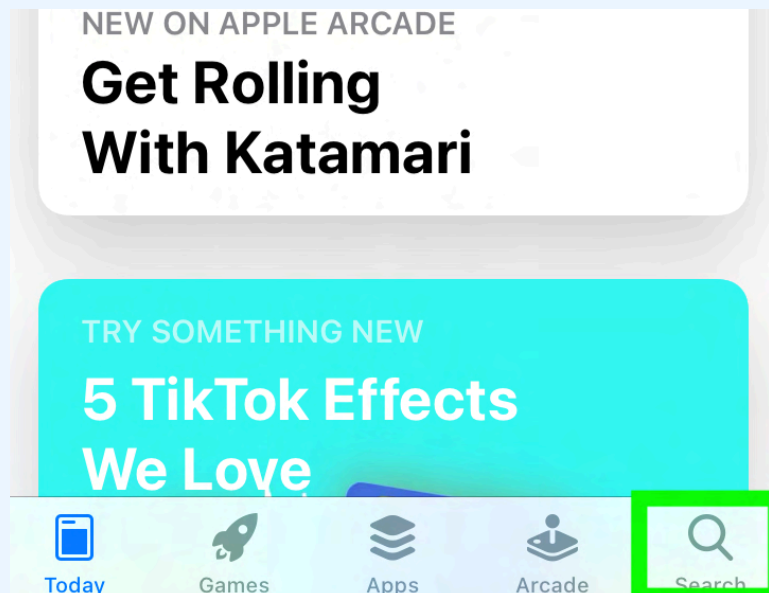 NEW ON APPLE ARCADE
Get Rolling
With Katamari
TRY SOMETHING NEW
5 TikTok Effects
We Love
Today Games Apps Arcade Search